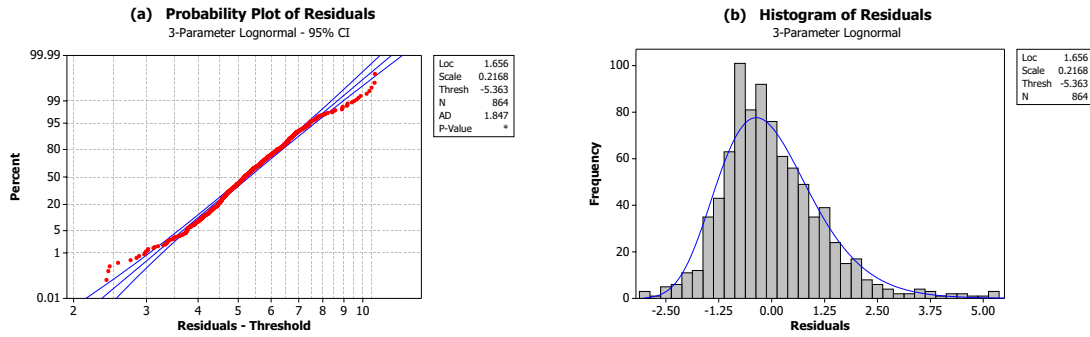 (a) Probability Plot of Residuals
3-Parameter Lognormal - 95% CI
99.99
99
95
80
50
20
5
1
0.01
Percent
2 3 4 5 6 7 8 9 10
Residuals - Threshold
Loc 1.656
Scale 0.2168
Thresh -5.363
N 864
AD 1.847
P-Value *
(b) Histogram of Residuals
3-Parameter Lognormal
100
80
60
40
20
0
Frequency
-2.50 -1.25 0.00 1.25 2.50 3.75 5.00
Residuals
Loc 1.656
Scale 0.2168
Thresh -5.363
N 864